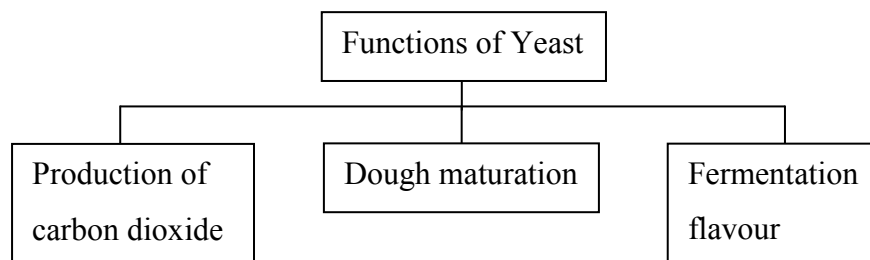 Functions of Yeast
Production of
carbon dioxide
Dough maturation
Fermentation
flavour